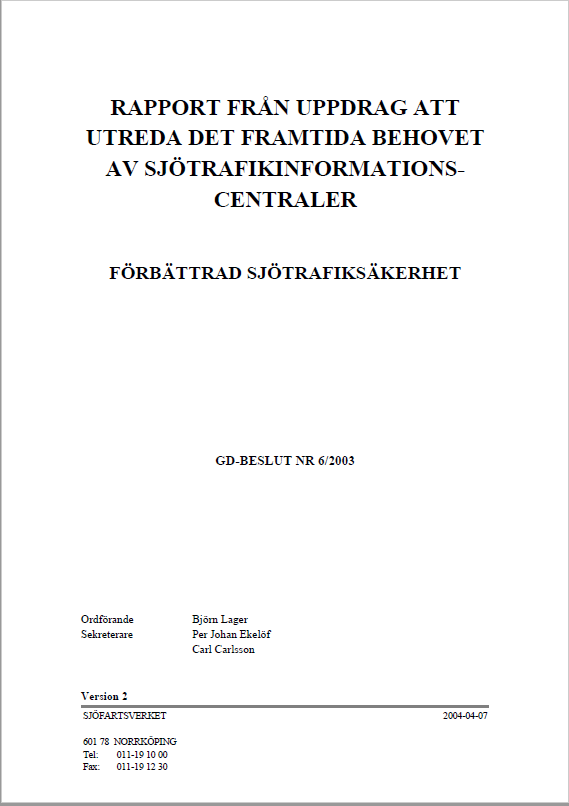 RAPPORT FRÅN UPPDRAG ATT
UTREDA DET FRAMTIDA BEHOVET
AV SJÖTRAFIKINFORMATIONS-
CENTRALER
FÖRBÄTTRAD SJÖTRAFIKSÄKERHET
GD-BESLUT NR 6/2003
Ordförande Björn Lager
Sekreterare Per Johan Ekelöf
Carl Carlsson
Version 2
SJÖFARTSVERKET 2004-04-07
601 78 NORRKÖPING
Tel: 011-19 10 00
Fax: 011-19 12 30